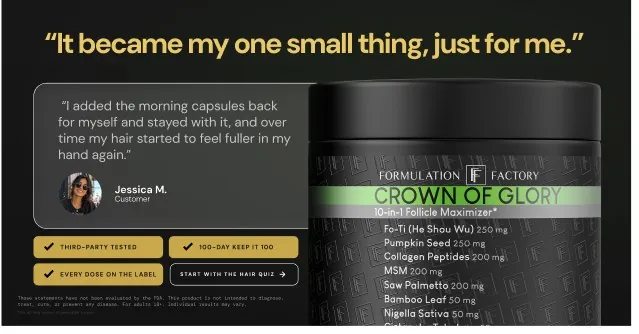 “It became my one small thing, just for me.”
“I added the morning capsules back
for myself and stayed with it, and over
time my hair started to feel fuller in my
hand again.”
Jessica M.
Customer
THIRD-PARTY TESTED
100-DAY KEEP IT 100
EVERY DOSE ON THE LABEL
START WITH THE HAIR QUIZ →
These statements have not been evaluated by the FDA. This product is not intended to diagnose,
treat, cure, or prevent any disease. For adults 18+. Individual results may vary.
FORMULATION FACTORY
CROWN OF GLORY
10-in-1 Follicle Maximizer*
Fo-Ti (He Shou Wu) 250 mg
Pumpkin Seed 250 mg
Collagen Peptides 200 mg
MSM 200 mg
Saw Palmetto 200 mg
Bamboo Leaf 50 mg
Nigella Sativa 50 mg